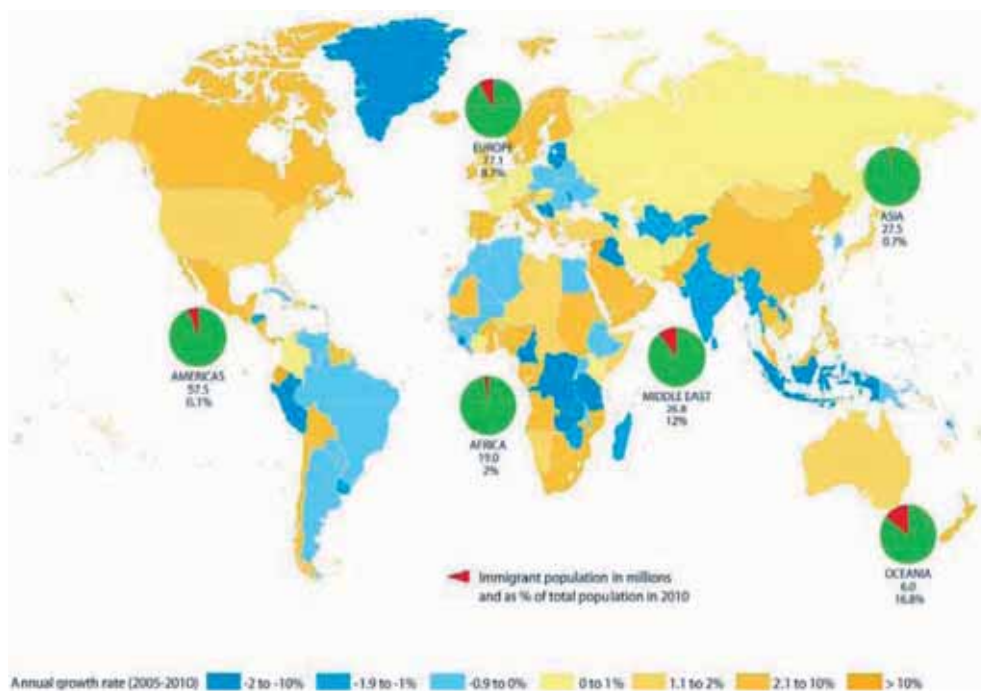 EUROPE
77.1
8.7%
ASIA
27.5
0.7%
AMERICAS
57.5
6.1%
MIDDLE EAST
26.8
12%
AFRICA
19.0
2%
OCEANIA
6.0
16.8%
Immigrant population in millions
and as % of total population in 2010
Annual growth rate (2005-2010) -2 to -10% -1.9 to -1% -0.9 to 0% 0 to 1% 1.1 to 2% 2.1 to 10% > 10%